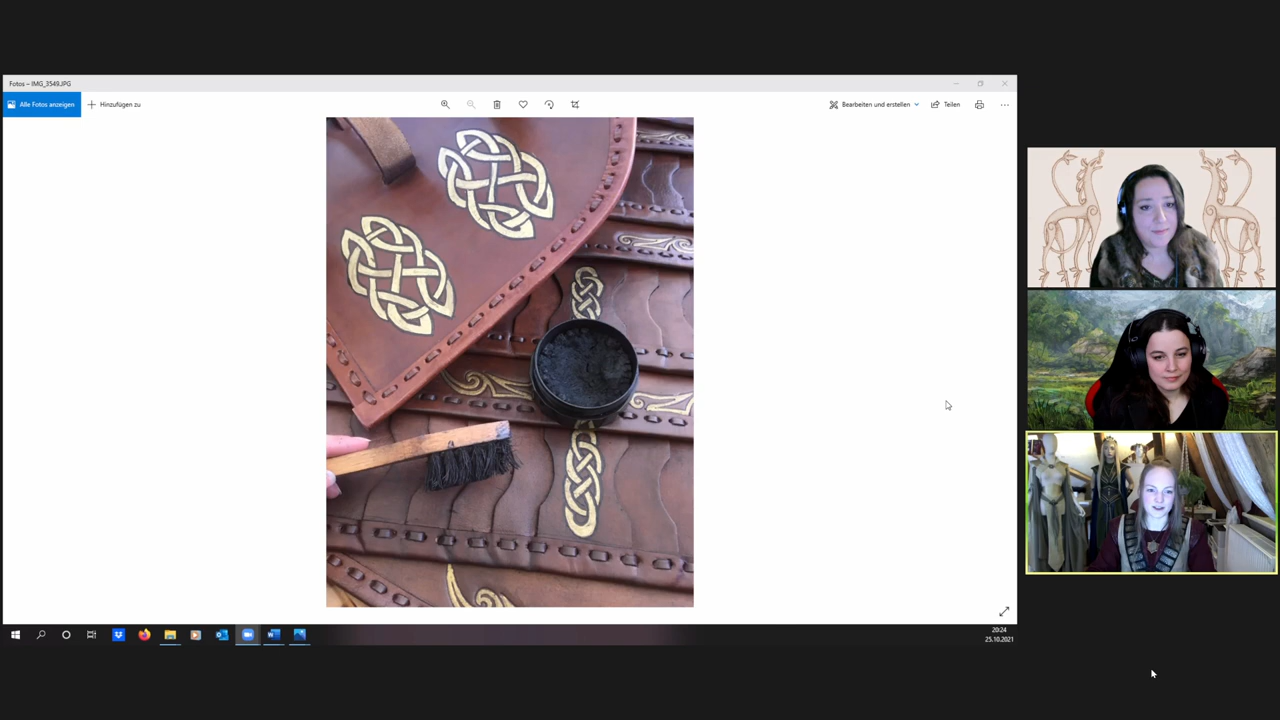 Fotos – IMG_3549.JPG
Alle Fotos anzeigen
Hinzufügen zu
Bearbeiten und erstellen
Teilen
20:24
25.10.2021